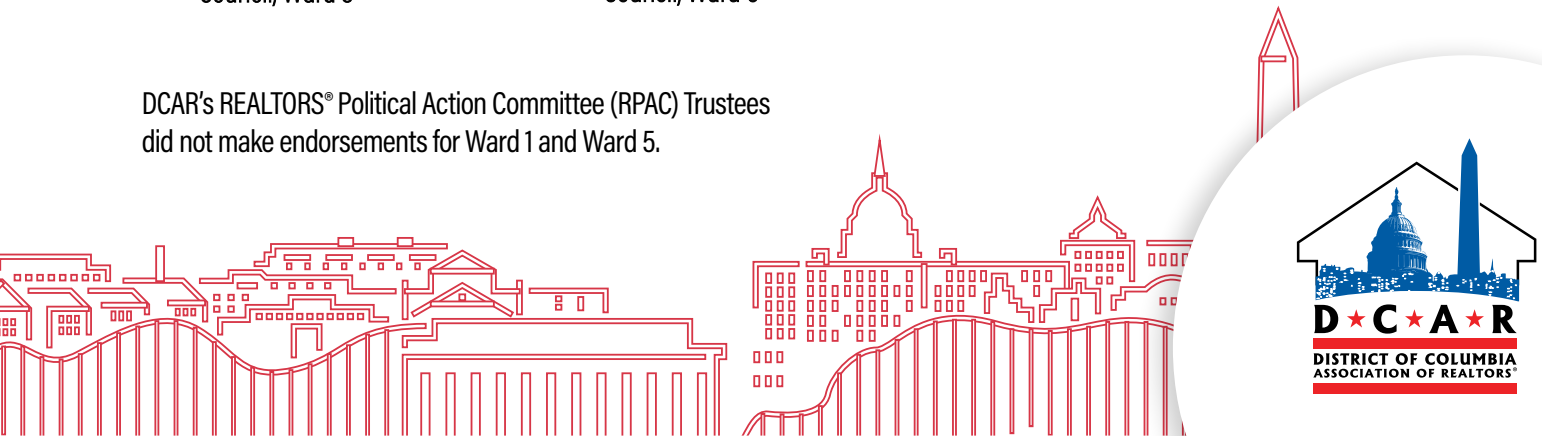 DCAR's REALTORS® Political Action Committee (RPAC) Trustees
did not make endorsements for Ward 1 and Ward 5.
D★C★A★R
DISTRICT OF COLUMBIA
ASSOCIATION OF REALTORS®